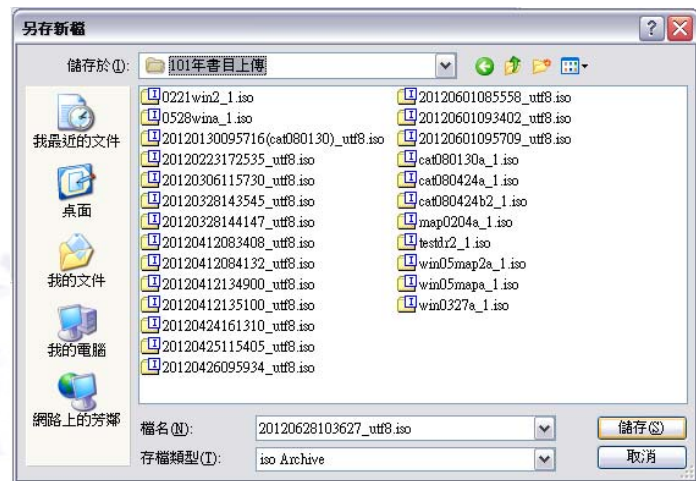 另存新檔
儲存於(I): 101年書目上傳
我最近的文件
桌面
我的文件
我的電腦
網路上的芳鄰
0221win2_1.iso
0528wina_1.iso
20120130095716(cat080130)_utf8.iso
20120223172535_utf8.iso
20120306115730_utf8.iso
20120328143545_utf8.iso
20120328144147_utf8.iso
20120412083408_utf8.iso
20120412084132_utf8.iso
20120412134900_utf8.iso
20120412135100_utf8.iso
20120424161310_utf8.iso
20120425115405_utf8.iso
20120426095934_utf8.iso
20120601085558_utf8.iso
20120601093402_utf8.iso
20120601095709_utf8.iso
cat080130a_1.iso
cat080424a_1.iso
cat080424b2_1.iso
map0204a_1.iso
testdr2_1.iso
win05map2a_1.iso
win05mapa_1.iso
win0327a_1.iso
檔名(N): 20120628103627_utf8.iso 儲存(S)
存檔類型(T): iso Archive 取消